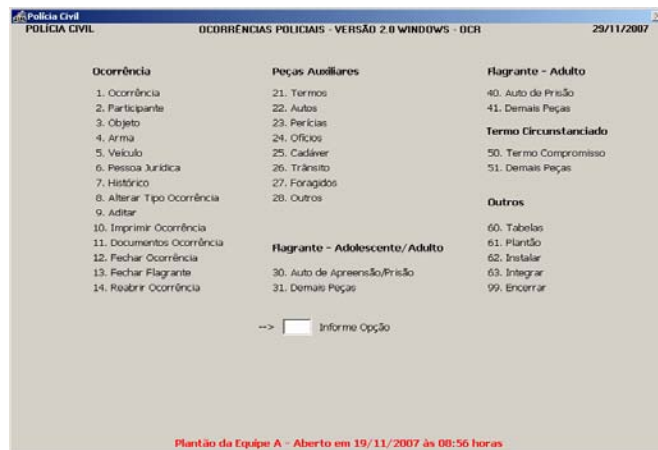 Polícia Civil
POLÍCIA CIVIL OCORRÊNCIAS POLICIAIS - VERSÃO 2.0 WINDOWS - OCR 29/11/2007
Ocorrência
1. Ocorrência
2. Participante
3. Objeto
4. Arma
5. Veículo
6. Pessoa Jurídica
7. Histórico
8. Alterar Tipo Ocorrência
9. Aditar
10. Imprimir Ocorrência
11. Documentos Ocorrência
12. Fechar Ocorrência
13. Fechar Flagrante
14. Reabrir Ocorrência
Peças Auxiliares
21. Termos
22. Autos
23. Perícias
24. Ofícios
25. Cadáver
26. Trânsito
27. Foragidos
28. Outros
Flagrante - Adolescente/Adulto
30. Auto de Apreensão/Prisão
31. Demais Peças
Flagrante - Adulto
40. Auto de Prisão
41. Demais Peças
Termo Circunstanciado
50. Termo Compromisso
51. Demais Peças
Outros
60. Tabelas
61. Plantão
62. Instalar
63. Integrar
99. Encerrar
--> Informe Opção
Plantão da Equipe A - Aberto em 19/11/2007 às 08:56 horas